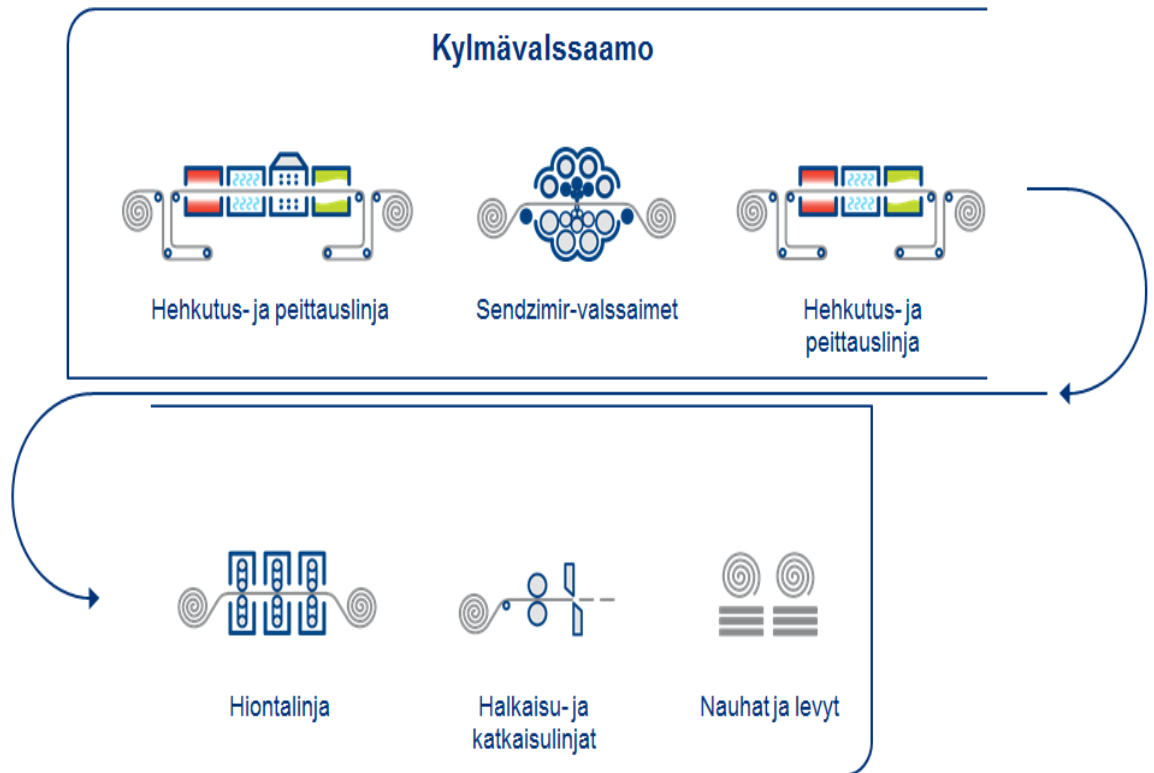 Kylmävalssaamo
Hehkutus- ja peittauslinja
Sendzimir-valssaimet
Hehkutus- ja
peittauslinja
Hiontalinja
Halkaisu- ja
katkaisulinjat
Nauhat ja levyt